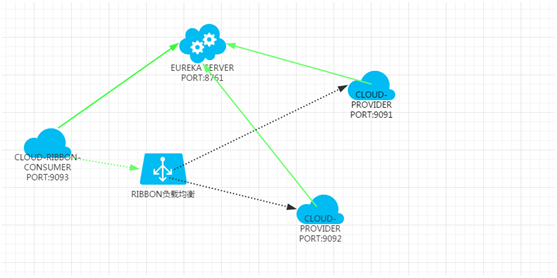 EUREKA SERVER
PORT:8761
CLOUD-
PROVIDER
PORT:9091
CLOUD-RIBBON-
CONSUMER
PORT:9093
RIBBON负载均衡
CLOUD-
PROVIDER
PORT:9092